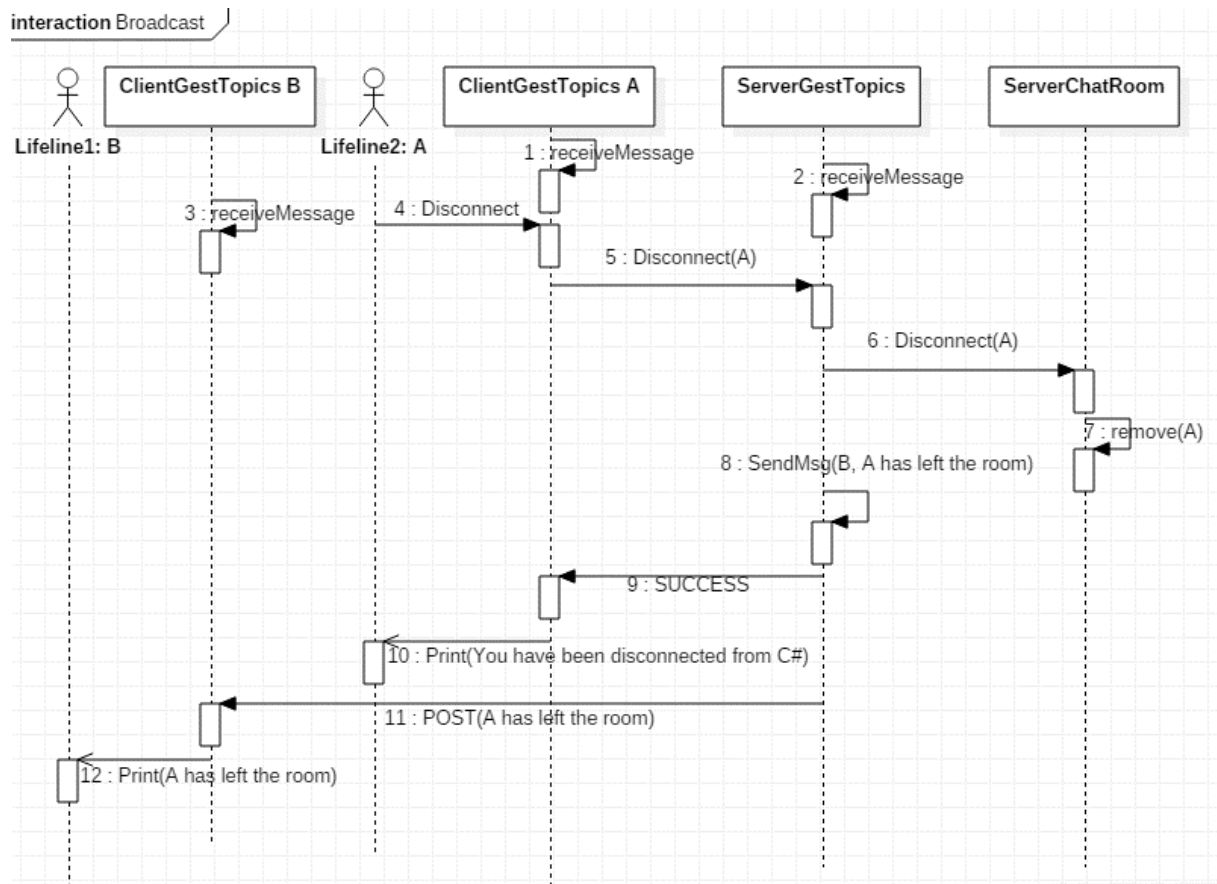 interaction Broadcast
ClientGestTopics B
ClientGestTopics A
ServerGestTopics
ServerChatRoom
Lifeline1: B
Lifeline2: A
1 : receiveMessage
2 : receiveMessage
3 : receiveMessage
4 : Disconnect
5 : Disconnect(A)
6 : Disconnect(A)
7 : remove(A)
8 : SendMsg(B, A has left the room)
9 : SUCCESS
10 : Print(You have been disconnected from C#)
11 : POST(A has left the room)
12 : Print(A has left the room)